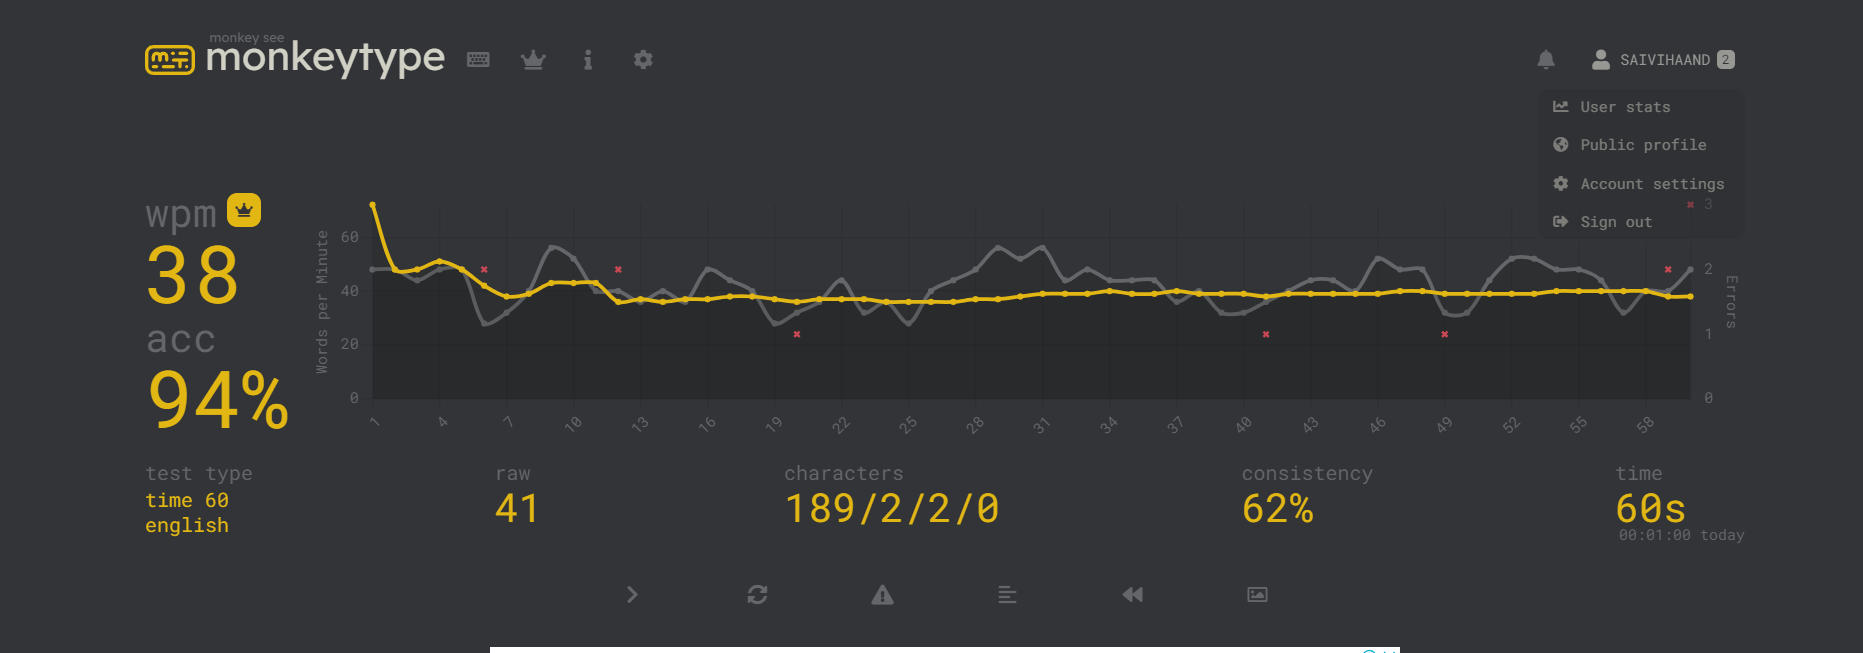 monkey see
monkeytype
SAIVIHAAND 2
User stats
Public profile
Account settings
Sign out
wpm
38
acc
94%
Words per Minute
60
40
20
0
1 4 7 10 13 16 19 22 25 28 31 34 37 40 43 46 49 52 55 58
3
2
1
0
Errors
test type
time 60
english
raw
41
characters
189/2/2/0
consistency
62%
time
60s
00:01:00 today